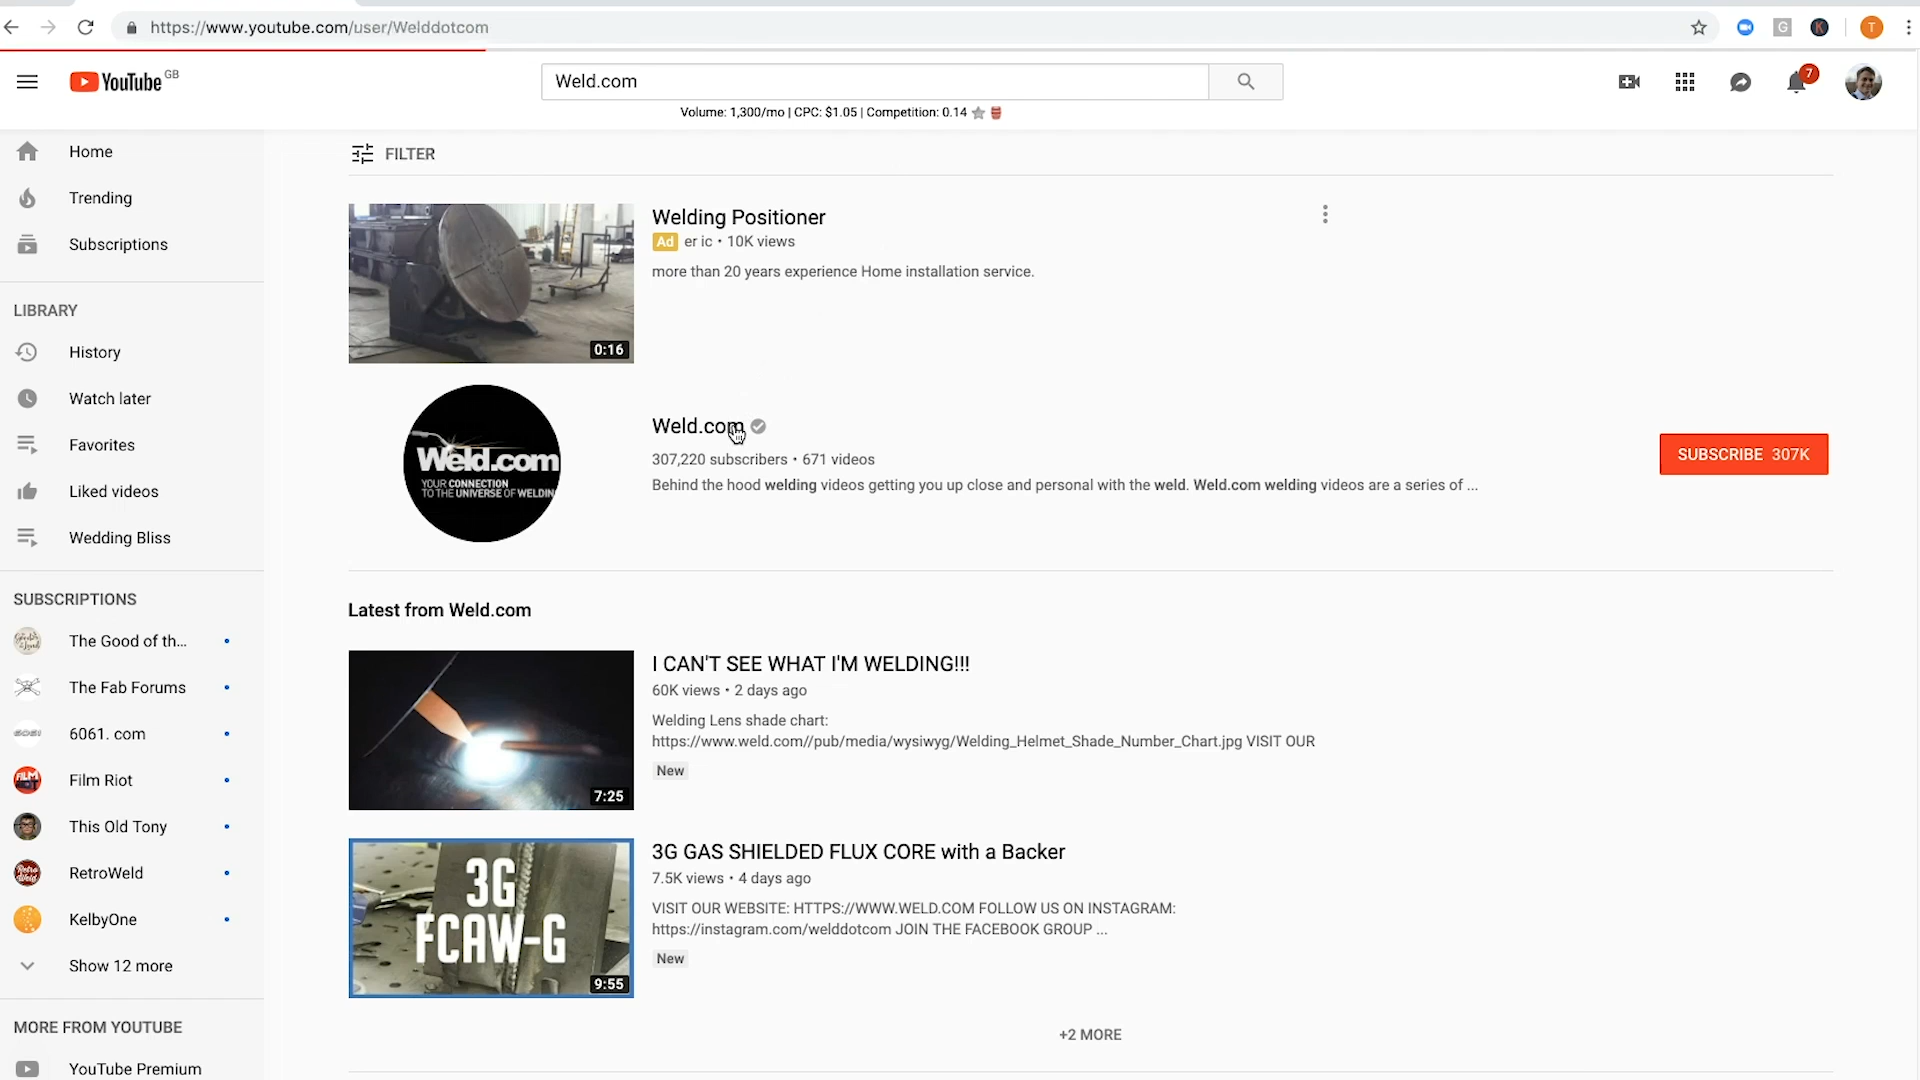 https://www.youtube.com/user/Welddotcom
G
K
T
YouTube GB
Weld.com
7
Volume: 1,300/mo | CPC: $1.05 | Competition: 0.14
Home
Trending
Subscriptions
LIBRARY
History
Watch later
Favorites
Liked videos
Wedding Bliss
SUBSCRIPTIONS
The Good of th...
The Fab Forums
6061. com
Film Riot
This Old Tony
RetroWeld
KelbyOne
Show 12 more
MORE FROM YOUTUBE
YouTube Premium
FILTER
0:16
Welding Positioner
Ad er ic • 10K views
more than 20 years experience Home installation service.
Weld.com
YOUR CONNECTION
TO THE UNIVERSE OF WELDIN
Weld.com
307,220 subscribers • 671 videos
Behind the hood welding videos getting you up close and personal with the weld. Weld.com welding videos are a series of ...
SUBSCRIBE 307K
Latest from Weld.com
7:25
I CAN'T SEE WHAT I'M WELDING!!!
60K views • 2 days ago
Welding Lens shade chart:
https://www.weld.com//pub/media/wysiwyg/Welding_Helmet_Shade_Number_Chart.jpg VISIT OUR
New
3G
FCAW-G
9:55
3G GAS SHIELDED FLUX CORE with a Backer
7.5K views • 4 days ago
VISIT OUR WEBSITE: HTTPS://WWW.WELD.COM FOLLOW US ON INSTAGRAM:
https://instagram.com/welddotcom JOIN THE FACEBOOK GROUP ...
New
+2 MORE